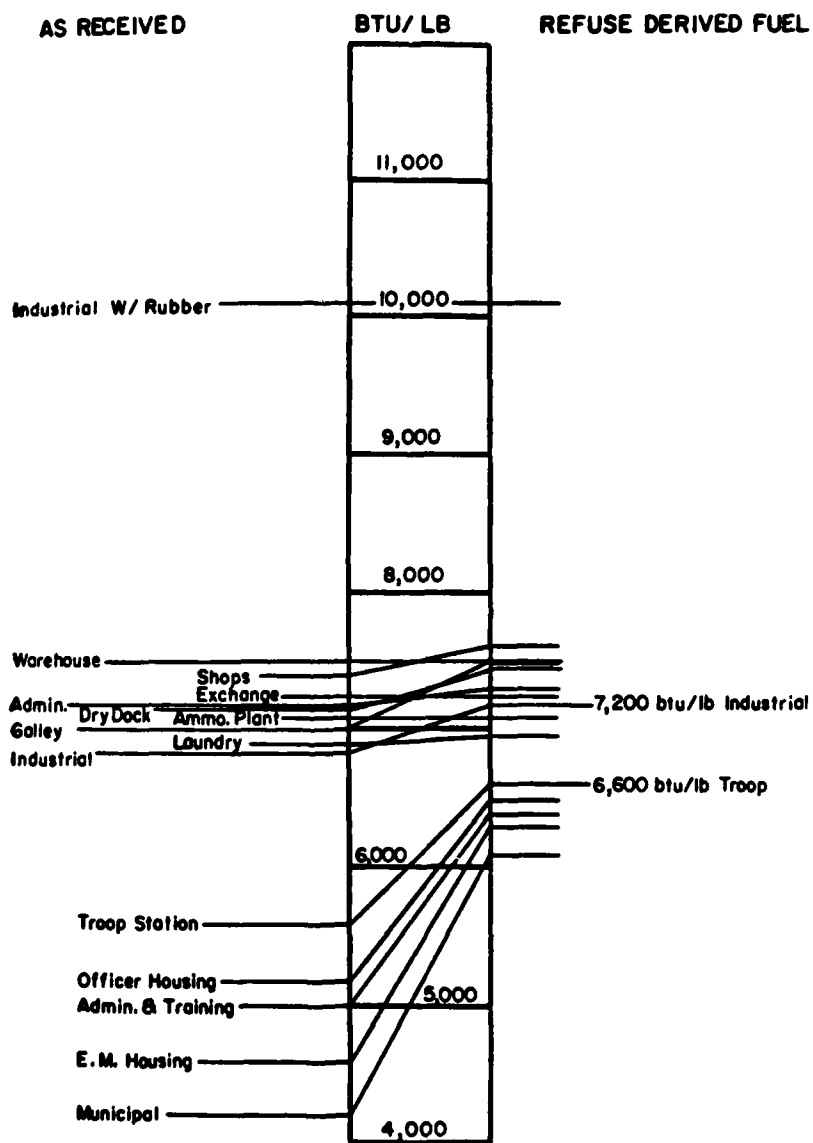 AS RECEIVED BTU/LB REFUSE DERIVED FUEL
11,000
Industrial W/ Rubber 10,000
9,000
8,000
Warehouse
Shops
Exchange
Admin.
Dry Dock Ammo. Plant 7,200 btu/lb Industrial
Galley
Laundry
Industrial
6,600 btu/lb Troop
6,000
Troop Station
Officer Housing
Admin. & Training 5,000
E.M. Housing
Municipal
4,000